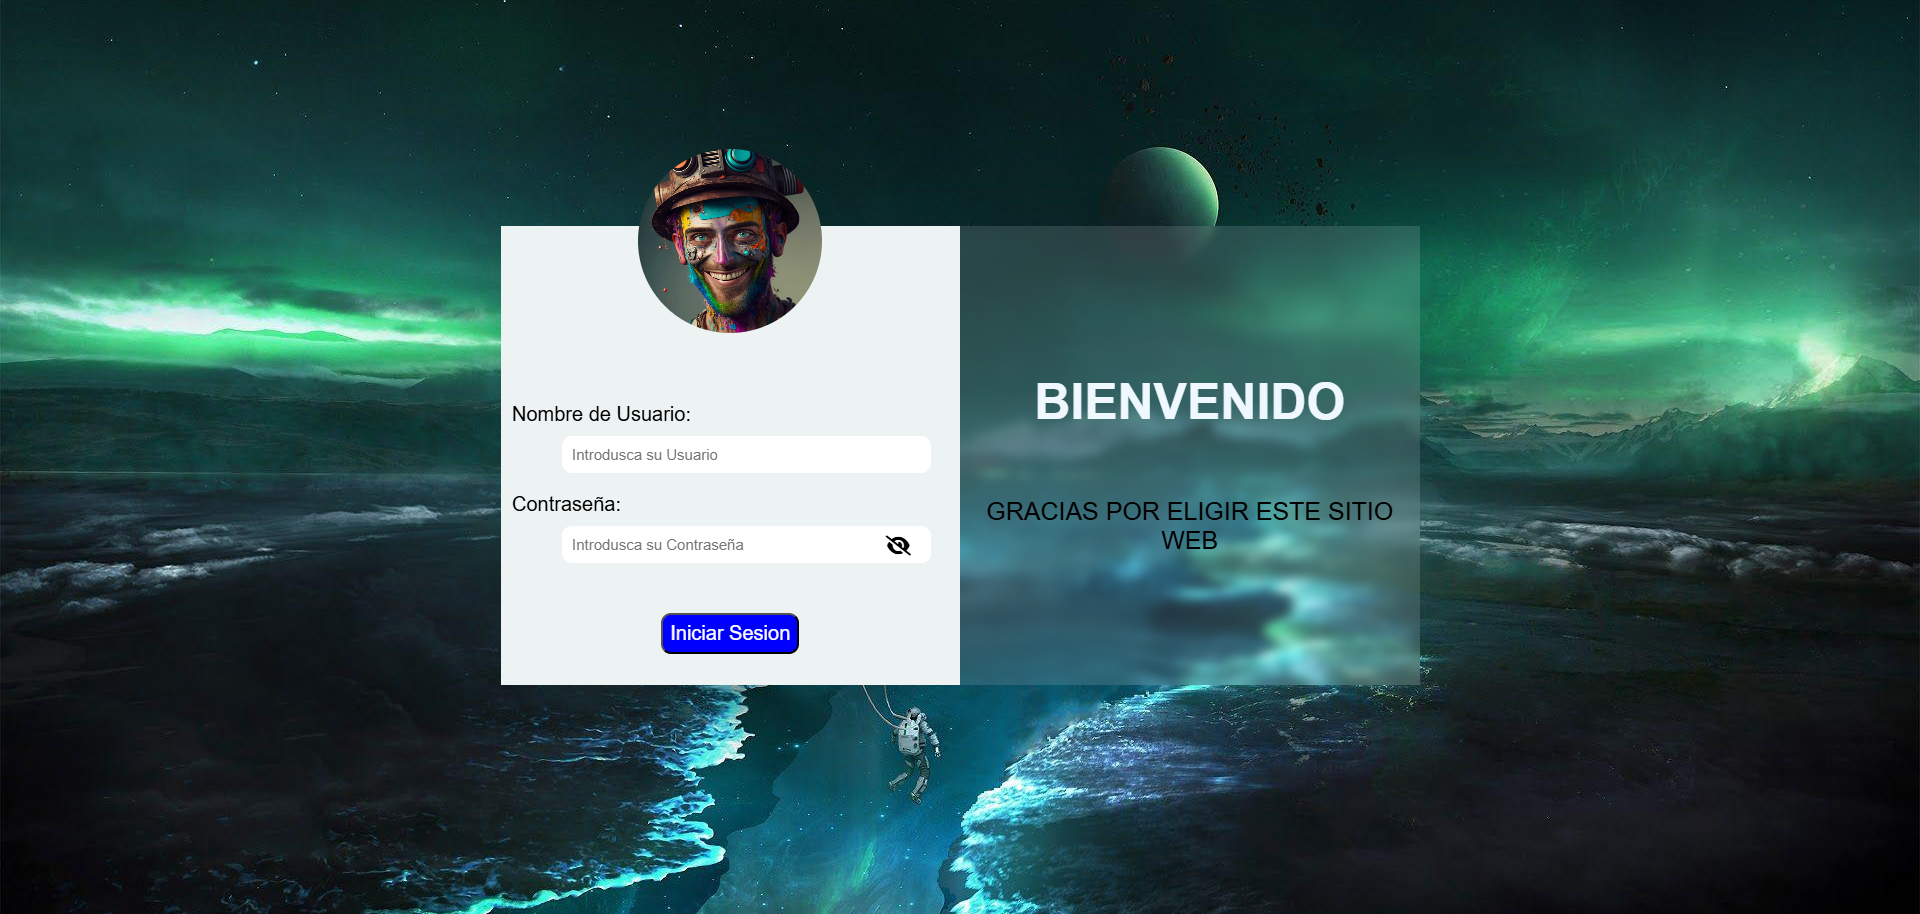 Nombre de Usuario:
Introdusca su Usuario
Contraseña:
Introdusca su Contraseña
Iniciar Sesion
BIENVENIDO
GRACIAS POR ELIGIR ESTE SITIO
WEB